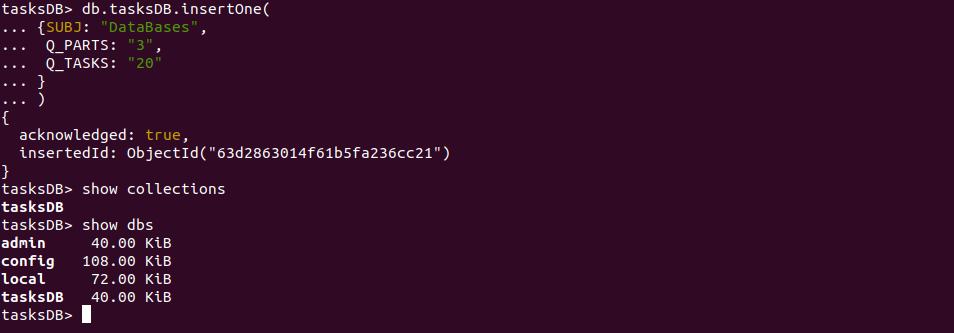 tasksDB> db.tasksDB.insertOne(
... {SUBJ: "DataBases",
...  Q_PARTS: "3",
...  Q_TASKS: "20"
... }
... )
{
  acknowledged: true,
  insertedId: ObjectId("63d2863014f61b5fa236cc21")
}
tasksDB> show collections
tasksDB
tasksDB> show dbs
admin     40.00 KiB
config   108.00 KiB
local     72.00 KiB
tasksDB   40.00 KiB
tasksDB>